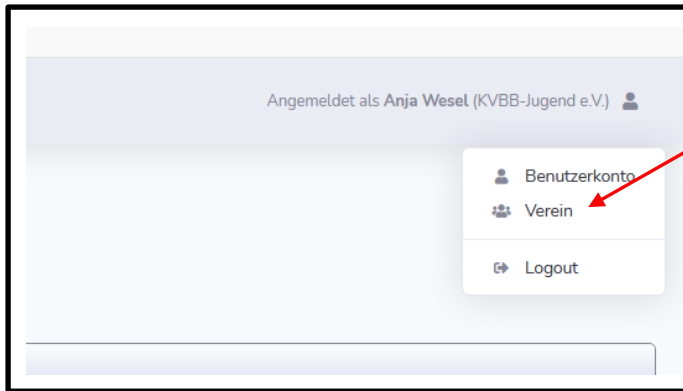 Angemeldet als Anja Wesel (KVBB-Jugend e.V.)
Benutzerkonto
Verein
Logout